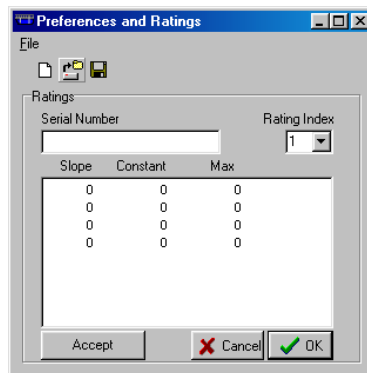 Preferences and Ratings
File
Ratings
Serial Number Rating Index
1
Slope Constant Max
0 0 0
0 0 0
0 0 0
0 0 0
Accept Cancel OK